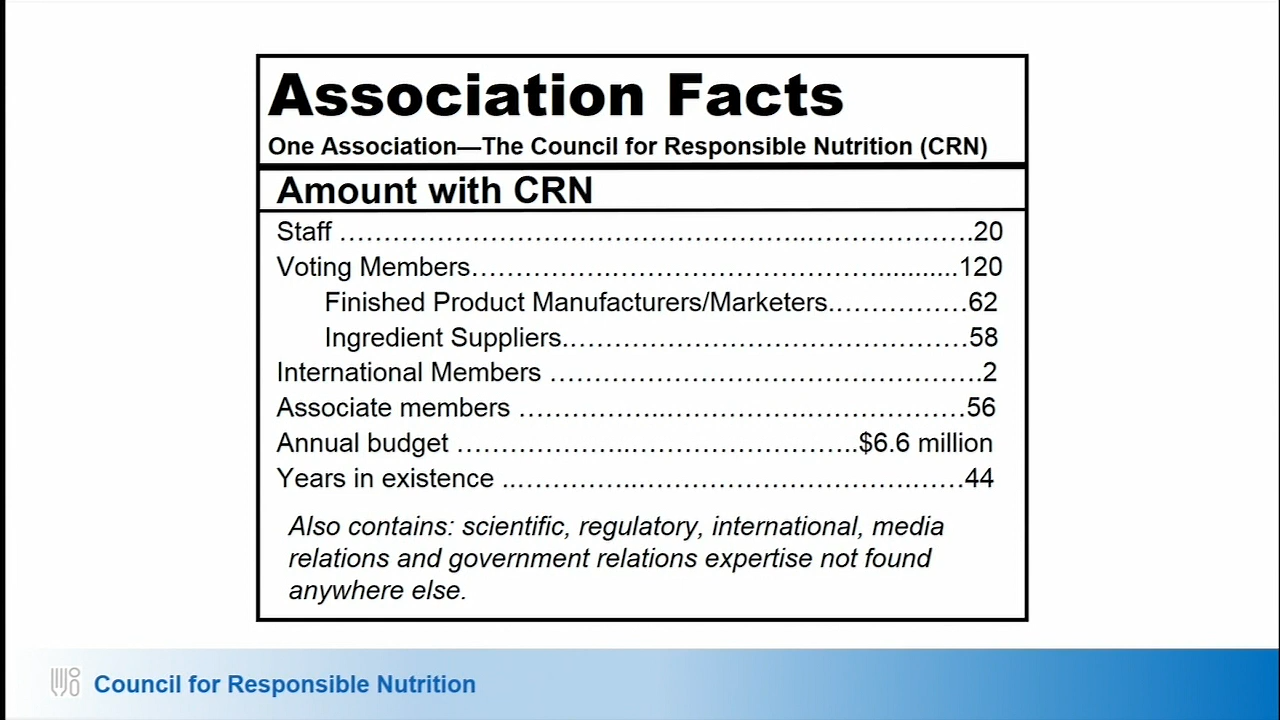 Association Facts
One Association—The Council for Responsible Nutrition (CRN)
Amount with CRN
Staff ……………………………………………..………………….20
Voting Members…………….…………………………...........120
Finished Product Manufacturers/Marketers.……………62
Ingredient Suppliers.………………………………………58
International Members ………………………………………….2
Associate members ……………..……………..………………56
Annual budget ………………..……………………..$6.6 million
Years in existence ..…………..…………………………….……44
Also contains: scientific, regulatory, international, media
relations and government relations expertise not found
anywhere else.
Council for Responsible Nutrition